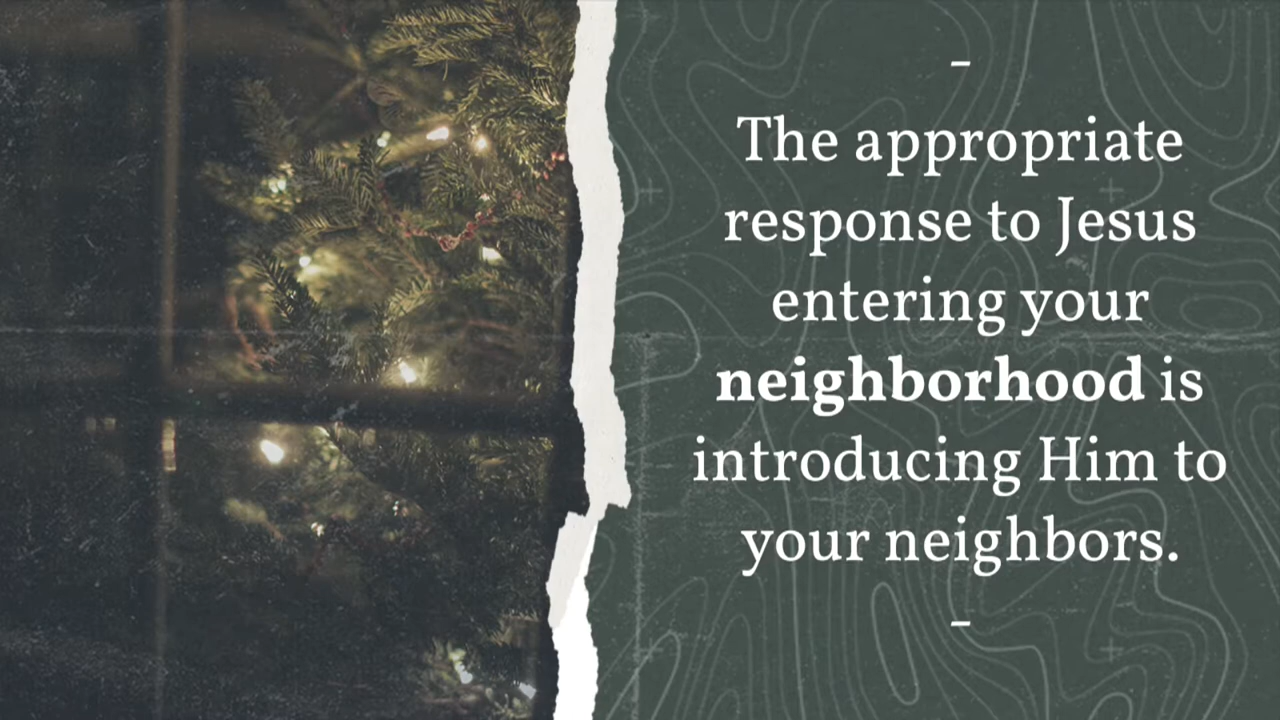 –
The appropriate
response to Jesus
entering your
neighborhood is
introducing Him to
your neighbors.
–